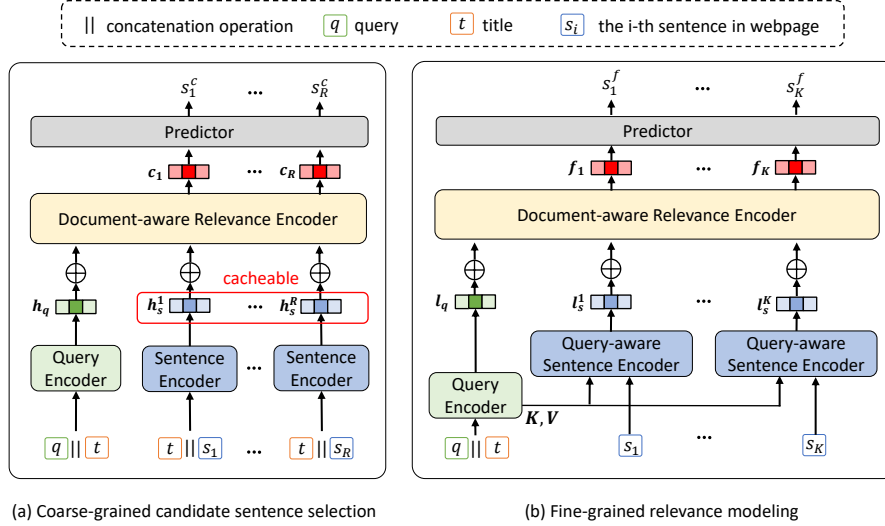 || concatenation operation q query t title s_i the i-th sentence in webpage
s_1^c ... s_R^c
Predictor
c_1 ... c_R
Document-aware Relevance Encoder
cacheable
h_q h_s^1 ... h_s^R
Query Encoder
Sentence Encoder
...
Sentence Encoder
q || t t || s_1 ... t || s_R
(a) Coarse-grained candidate sentence selection
s_1^f ... s_K^f
Predictor
f_1 ... f_K
Document-aware Relevance Encoder
l_q l_s^1 ... l_s^K
Query-aware Sentence Encoder
Query-aware Sentence Encoder
Query Encoder
K, V
q || t s_1 ... s_K
(b) Fine-grained relevance modeling